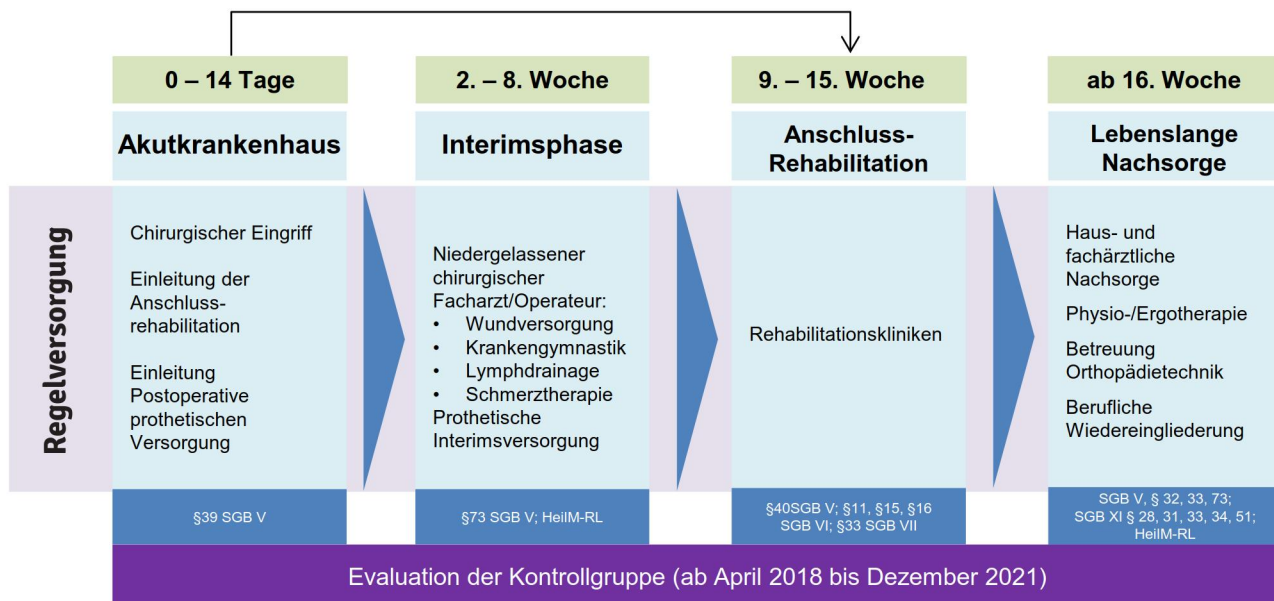 0 – 14 Tage
2. – 8. Woche
9. – 15. Woche
ab 16. Woche
Akutkrankenhaus
Interimsphase
Anschluss-
Rehabilitation
Lebenslange
Nachsorge
Regelversorgung
Chirurgischer Eingriff
Einleitung der
Anschluss-
rehabilitation
Einleitung
Postoperative
prothetischen
Versorgung
Niedergelassener
chirurgischer
Facharzt/Operateur:
• Wundversorgung
• Krankengymnastik
• Lymphdrainage
• Schmerztherapie
Prothetische
Interimsversorgung
Rehabilitationskliniken
Haus- und
fachärztliche
Nachsorge
Physio-/Ergotherapie
Betreuung
Orthopädietechnik
Berufliche
Wiedereingliederung
§39 SGB V
§73 SGB V; HeilM-RL
§40SGB V; §11, §15, §16
SGB VI; §33 SGB VII
SGB V, § 32, 33, 73;
SGB XI § 28, 31, 33, 34, 51;
HeilM-RL
Evaluation der Kontrollgruppe (ab April 2018 bis Dezember 2021)